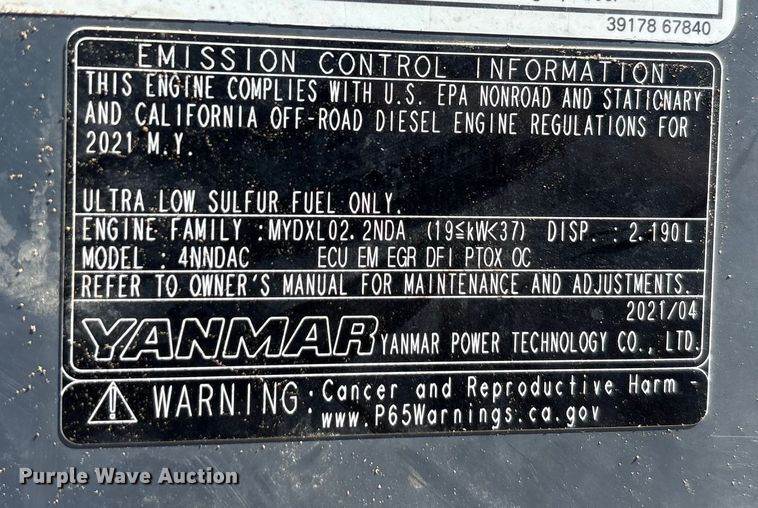 39178 67840
EMISSION CONTROL INFORMATION
THIS ENGINE COMPLIES WITH U.S. EPA NONROAD AND STATIONARY
AND CALIFORNIA OFF-ROAD DIESEL ENGINE REGULATIONS FOR
2021 M.Y.
ULTRA LOW SULFUR FUEL ONLY.
ENGINE FAMILY : MYDXL02.2NDA (19≦kW<37) DISP. : 2.190L
MODEL : 4NNDAC ECU EM EGR DFI PTOX OC
REFER TO OWNER'S MANUAL FOR MAINTENANCE AND ADJUSTMENTS.
2021/04
YANMAR YANMAR POWER TECHNOLOGY CO., LTD.
WARNING: Cancer and Reproductive Harm -
www.P65Warnings.ca.gov
Purple Wave Auction